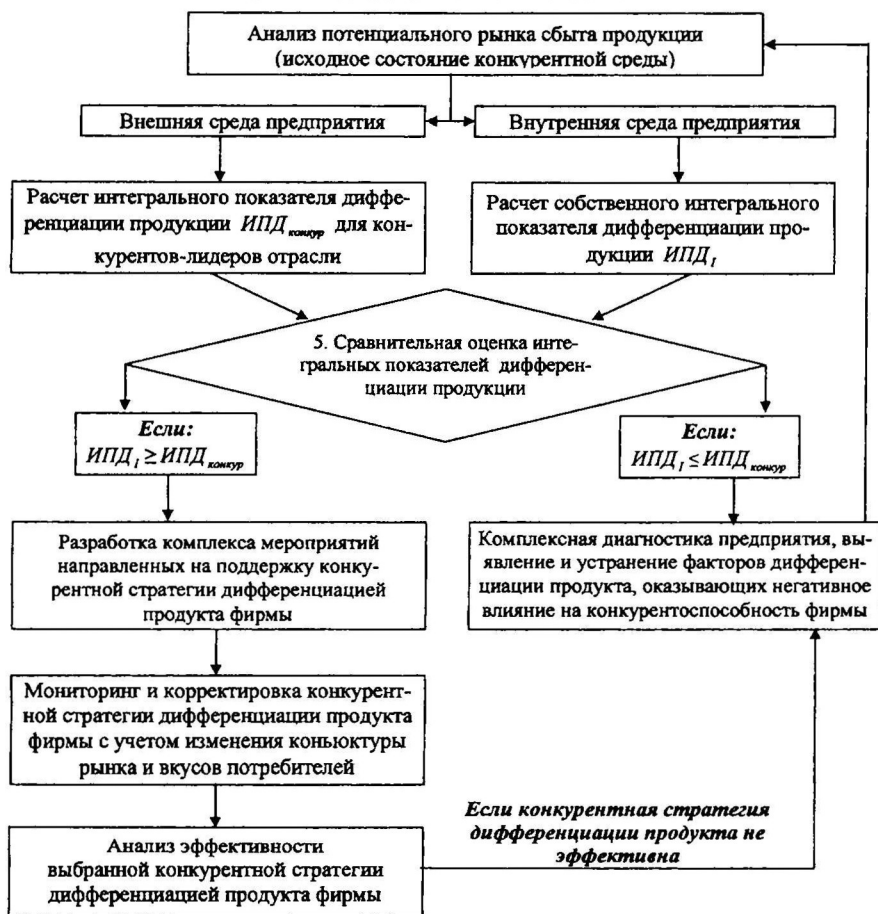 Анализ потенциального рынка сбыта продукции
(исходное состояние конкурентной среды)
Внешняя среда предприятия
Внутренняя среда предприятия
Расчет интегрального показателя диффе-
ренциации продукции ИПД конкур для кон-
курентов-лидеров отрасли
Расчет собственного интегрального
показателя дифференциации про-
дукции ИПД I
5. Сравнительная оценка инте-
гральных показателей дифферен-
циации продукции
Если:
ИПД I ≥ ИПД конкур
Если:
ИПД I ≤ ИПД конкур
Разработка комплекса мероприятий
направленных на поддержку конку-
рентной стратегии дифференциацией
продукта фирмы
Комплексная диагностика предприятия, вы-
явление и устранение факторов дифферен-
циации продукта, оказывающих негативное
влияние на конкурентоспособность фирмы
Мониторинг и корректировка конкурент-
ной стратегии дифференциации продукта
фирмы с учетом изменения коньюктуры
рынка и вкусов потребителей
Если конкурентная стратегия
дифференциации продукта не
эффективна
Анализ эффективности
выбранной конкурентной стратегии
дифференциацией продукта фирмы